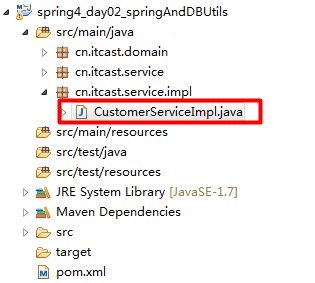 spring4_day02_springAndDBUtils
src/main/java
cn.itcast.domain
cn.itcast.service
cn.itcast.service.impl
CustomerServiceImpl.java
src/main/resources
src/test/java
src/test/resources
JRE System Library [JavaSE-1.7]
Maven Dependencies
src
target
pom.xml